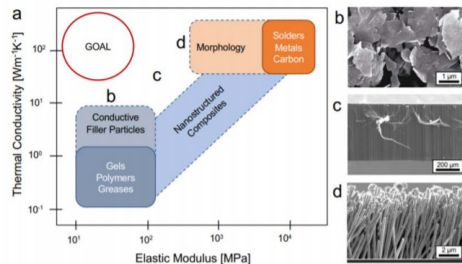 a
GOAL
d
Morphology
Solders
Metals
Carbon
c
b
Nanostructured
Composites
Conductive
Filler Particles
Gels
Polymers
Greases
Thermal Conductivity [Wm⁻¹K⁻¹]
10²
10¹
10⁰
10⁻¹
10¹
10²
10³
10⁴
Elastic Modulus [MPa]
b
1 µm
c
200 µm
d
2 µm